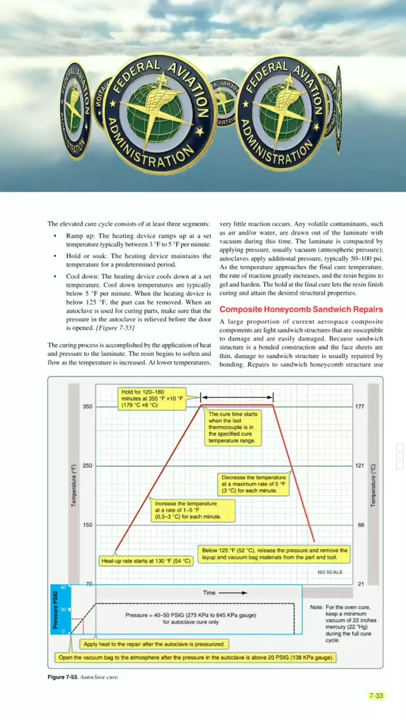 FEDERAL AVIATION
ADMINISTRATION
FEDERAL AVIATION
ADMINISTRATION
The elevated cure cycle consists of at least three segments:
• Ramp up: The heating device ramps up at a set
temperature typically between 3 °F to 5 °F per minute.
• Hold or soak: The heating device maintains the
temperature for a predetermined period.
• Cool down: The heating device cools down at a set
temperature. Cool down temperatures are typically
below 5 °F per minute. When the heating device is
below 125 °F, the part can be removed. When an
autoclave is used for curing parts, make sure that the
pressure in the autoclave is relieved before the door
is opened. [Figure 7-53]
The curing process is accomplished by the application of heat
and pressure to the laminate. The resin begins to soften and
flow as the temperature is increased. At lower temperatures,
very little reaction occurs. Any volatile contaminants, such
as air and/or water, are drawn out of the laminate with
vacuum during this time. The laminate is compacted by
applying pressure, usually vacuum (atmospheric pressure);
autoclaves apply additional pressure, typically 50–100 psi.
As the temperature approaches the final cure temperature,
the rate of reaction greatly increases, and the resin begins to
gel and harden. The hold at the final cure lets the resin finish
curing and attain the desired structural properties.
Composite Honeycomb Sandwich Repairs
A large proportion of current aerospace composite
components are light sandwich structures that are susceptible
to damage and are easily damaged. Because sandwich
structure is a bonded construction and the face sheets are
thin, damage to sandwich structure is usually repaired by
bonding. Repairs to sandwich honeycomb structure use
Hold for 120–180
minutes at 355 °F ±10 °F
(179 °C ±6 °C)
350
177
The cure time starts
when the last
thermocouple is in
the specified cure
temperature range.
Temperature (°F)
Temperature (°C)
250
121
Decrease the temperature
at a maximum rate of 5 °F
(3 °C) for each minute.
Increase the temperature
at a rate of 1–5 °F
(0.5–3 °C) for each minute.
150
66
Below 125 °F (52 °C), release the pressure and remove the
layup and vacuum bag materials from the part and tool.
Heat-up rate starts at 130 °F (54 °C)
NO SCALE
70
21
Time
Pressure PSIG
60
30
0
Pressure = 40–50 PSIG (275 KPa to 645 KPa gauge)
for autoclave cure only
Note: For the oven cure,
keep a minimum
vacuum of 22 inches
mercury (22 "Hg)
during the full cure
cycle.
Apply heat to the repair after the autoclave is pressurized.
Open the vacuum bag to the atmosphere after the pressure in the autoclave is above 20 PSIG (138 KPa gauge).
Figure 7-53. Autoclave cure.
7-33